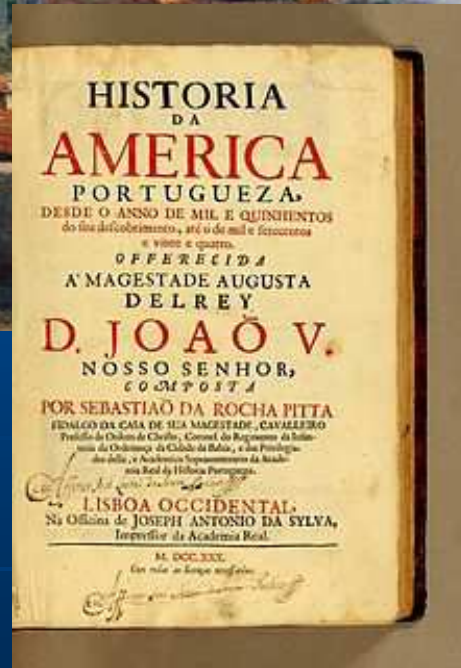 HISTORIA
DA
AMERICA
PORTUGUEZA,
DESDE O ANNO DE MIL E QUINHENTOS
do seu descobrimento, até o de mil e setecentos
e vinte e quatro.
OFFERECIDA
A' MAGESTADE AUGUSTA
DELREY
D. JOAÕ V.
NOSSO SENHOR,
COMPOSTA
POR SEBASTIAÕ DA ROCHA PITTA
FIDALGO DA CASA DE SUA MAGESTADE, CAVALLEIRO
Professo da Ordem de Christo, Coronel do Regimento da Infan-
taria da Ordenança da Cidade da Bahia, e dos Privilegia-
dos della, e Academico Supranumerario da Acade-
mia Real da Historia Portugueza.
LISBOA OCCIDENTAL,
Na Officina de JOSEPH ANTONIO DA SYLVA,
Impressor da Academia Real.
M. DCC. XXX.
Com todas as licenças necessarias.